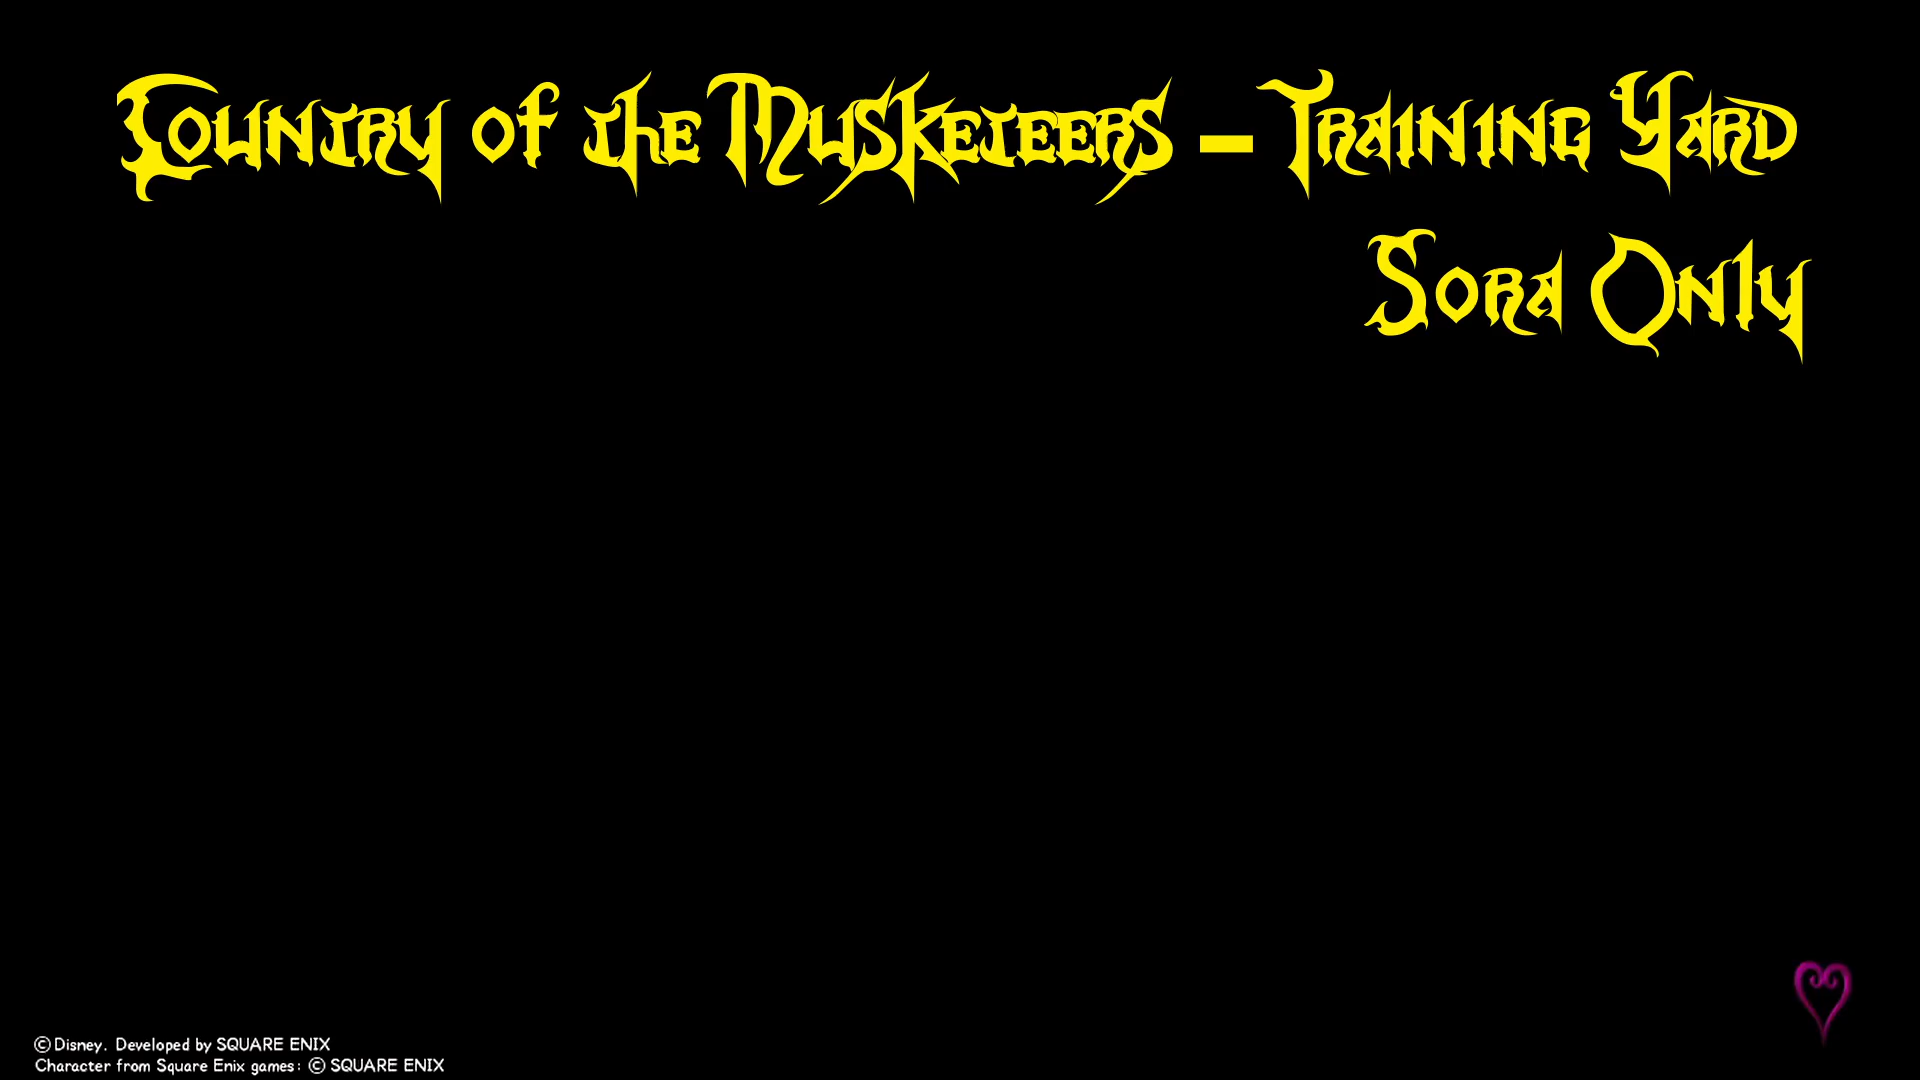 Country of the Musketeers - Training Yard
Sora Only
© Disney. Developed by SQUARE ENIX
Character from Square Enix games: © SQUARE ENIX